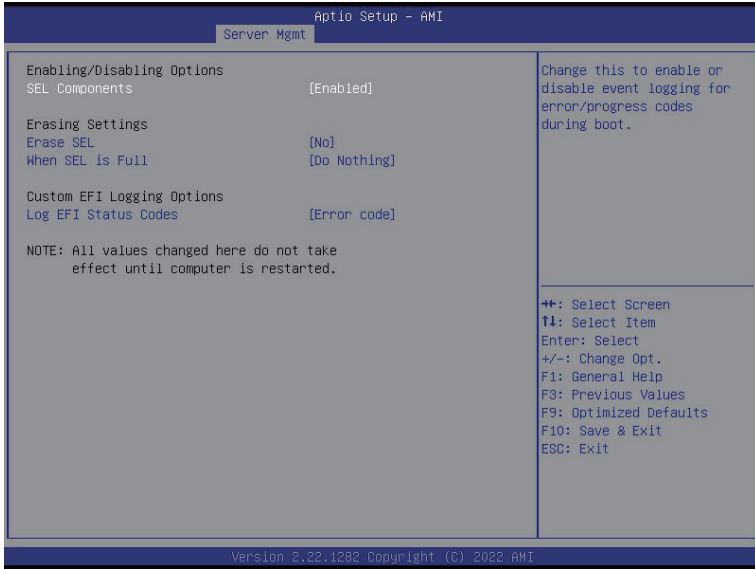 Aptio Setup – AMI
Server Mgmt
Enabling/Disabling Options
SEL Components [Enabled]
Erasing Settings
Erase SEL [No]
When SEL is Full [Do Nothing]
Custom EFI Logging Options
Log EFI Status Codes [Error code]
NOTE: All values changed here do not take
effect until computer is restarted.
Change this to enable or
disable event logging for
error/progress codes
during boot.
→←: Select Screen
↑↓: Select Item
Enter: Select
+/-: Change Opt.
F1: General Help
F3: Previous Values
F9: Optimized Defaults
F10: Save & Exit
ESC: Exit
Version 2.22.1282 Copyright (C) 2022 AMI